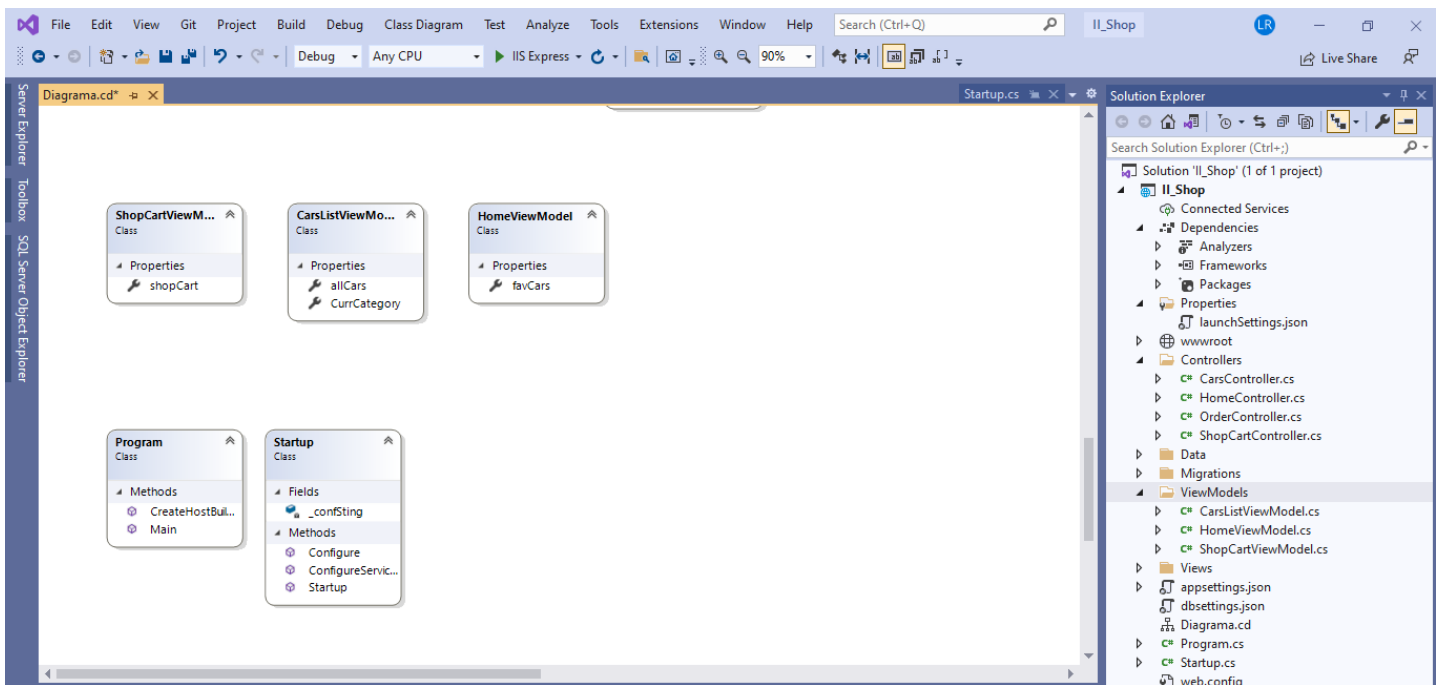 File Edit View Git Project Build Debug Class Diagram Test Analyze Tools Extensions Window Help Search (Ctrl+Q) II_Shop LR
Debug Any CPU IIS Express 90% Live Share
Server Explorer
Toolbox
SQL Server Object Explorer
Diagrama.cd* Startup.cs
ShopCartViewM...
Class
Properties
shopCart
CarsListViewMo...
Class
Properties
allCars
CurrCategory
HomeViewModel
Class
Properties
favCars
Program
Class
Methods
CreateHostBuil...
Main
Startup
Class
Fields
_confSting
Methods
Configure
ConfigureServic...
Startup
Solution Explorer
Search Solution Explorer (Ctrl+;)
Solution 'II_Shop' (1 of 1 project)
II_Shop
Connected Services
Dependencies
Analyzers
Frameworks
Packages
Properties
launchSettings.json
wwwroot
Controllers
C# CarsController.cs
C# HomeController.cs
C# OrderController.cs
C# ShopCartController.cs
Data
Migrations
ViewModels
C# CarsListViewModel.cs
C# HomeViewModel.cs
C# ShopCartViewModel.cs
Views
appsettings.json
dbsettings.json
Diagrama.cd
C# Program.cs
C# Startup.cs
web.config